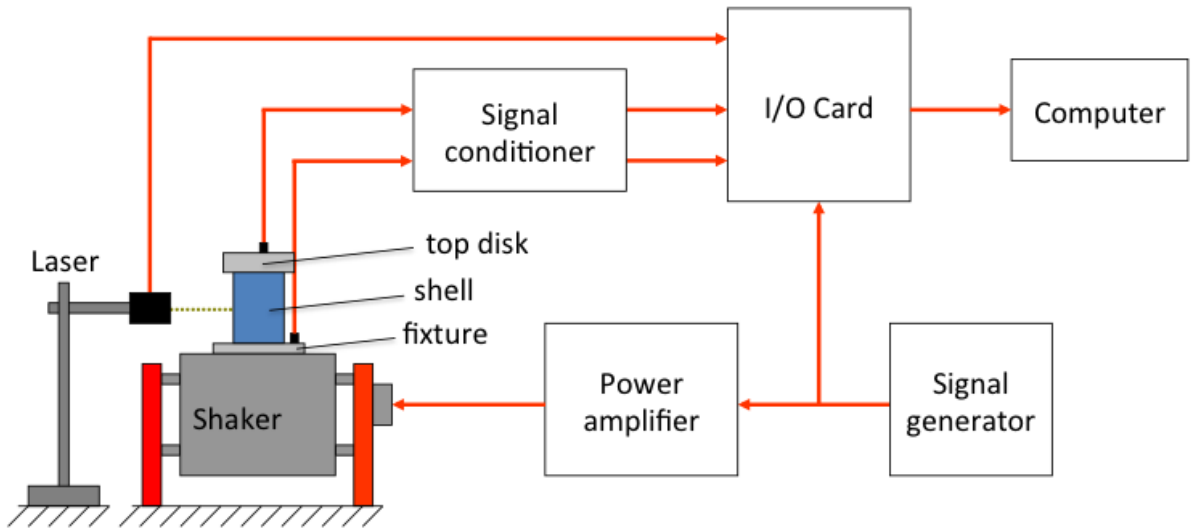 Signal
conditioner
I/O Card
Computer
Laser
top disk
shell
fixture
Shaker
Power
amplifier
Signal
generator